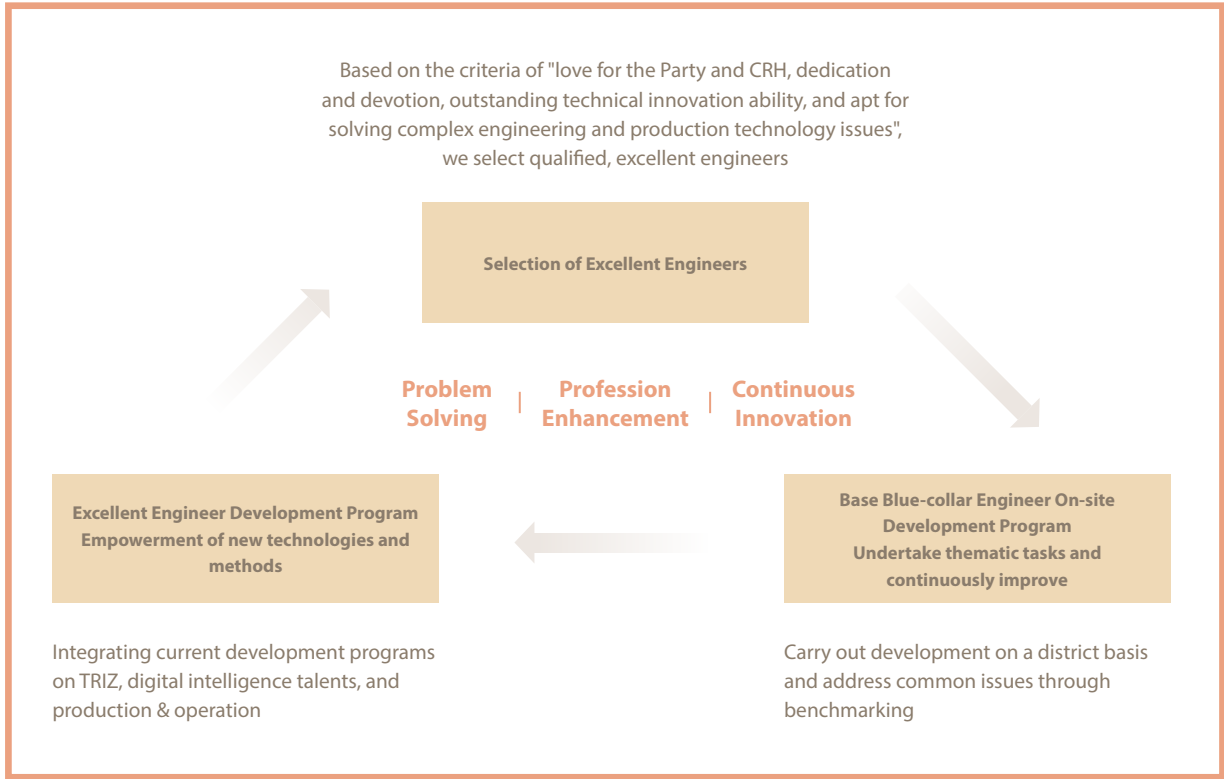 Based on the criteria of "love for the Party and CRH, dedication
and devotion, outstanding technical innovation ability, and apt for
solving complex engineering and production technology issues",
we select qualified, excellent engineers
Selection of Excellent Engineers
Problem
Solving
|
Profession
Enhancement
|
Continuous
Innovation
Excellent Engineer Development Program
Empowerment of new technologies and
methods
Base Blue-collar Engineer On-site
Development Program
Undertake thematic tasks and
continuously improve
Integrating current development programs
on TRIZ, digital intelligence talents, and
production & operation
Carry out development on a district basis
and address common issues through
benchmarking